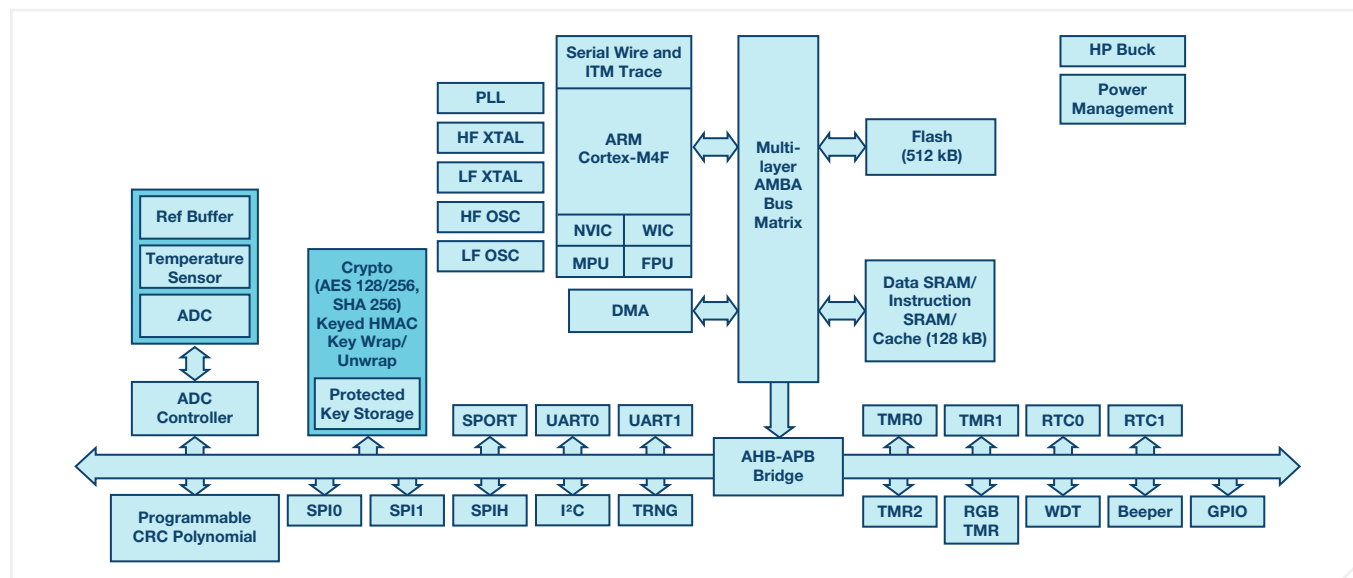 Serial Wire and
ITM Trace
HP Buck
Power
Management
PLL
HF XTAL
LF XTAL
HF OSC
LF OSC
ARM
Cortex-M4F
NVIC
WIC
MPU
FPU
DMA
Multi-
layer
AMBA
Bus
Matrix
Flash
(512 kB)
Data SRAM/
Instruction
SRAM/
Cache (128 kB)
Ref Buffer
Temperature
Sensor
ADC
ADC
Controller
Crypto
(AES 128/256,
SHA 256)
Keyed HMAC
Key Wrap/
Unwrap
Protected
Key Storage
SPORT
UART0
UART1
AHB-APB
Bridge
TMR0
TMR1
RTC0
RTC1
Programmable
CRC Polynomial
SPI0
SPI1
SPIH
I²C
TRNG
TMR2
RGB
TMR
WDT
Beeper
GPIO